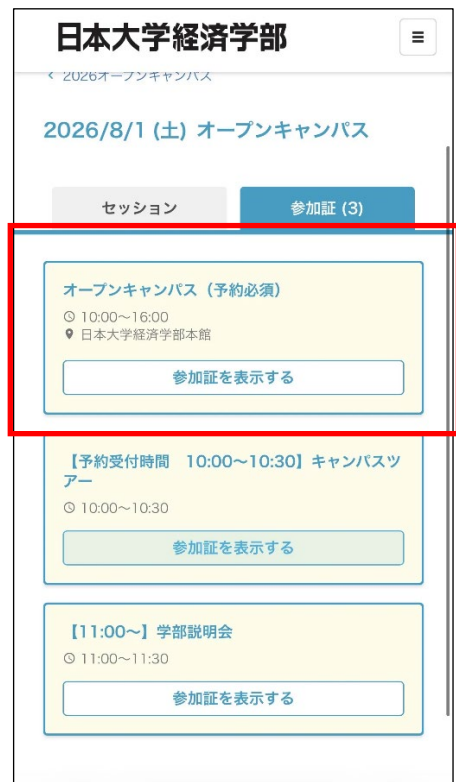 日本大学経済学部
< 2026オープンキャンパス
2026/8/1 (土) オープンキャンパス
セッション
参加証 (3)
オープンキャンパス（予約必須）
10:00〜16:00
日本大学経済学部本館
参加証を表示する
【予約受付時間　10:00〜10:30】キャンパスツ
アー
10:00〜10:30
参加証を表示する
【11:00〜】学部説明会
11:00〜11:30
参加証を表示する